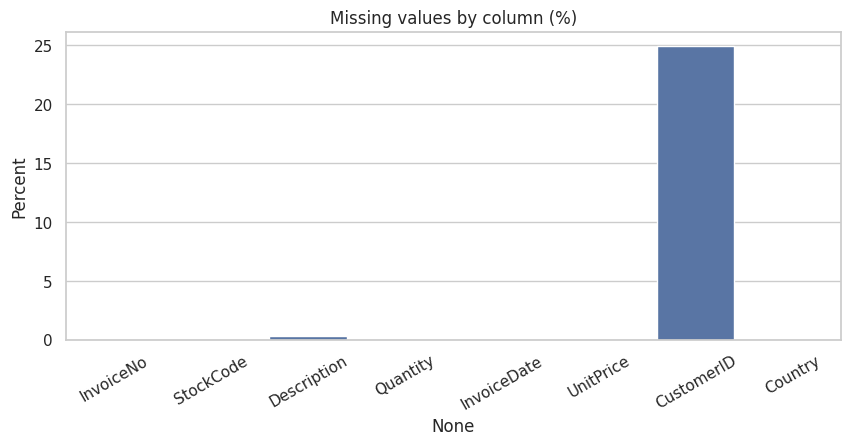 Missing values by column (%)
Percent
25
20
15
10
5
0
InvoiceNo
StockCode
Description
Quantity
InvoiceDate
UnitPrice
CustomerID
Country
None